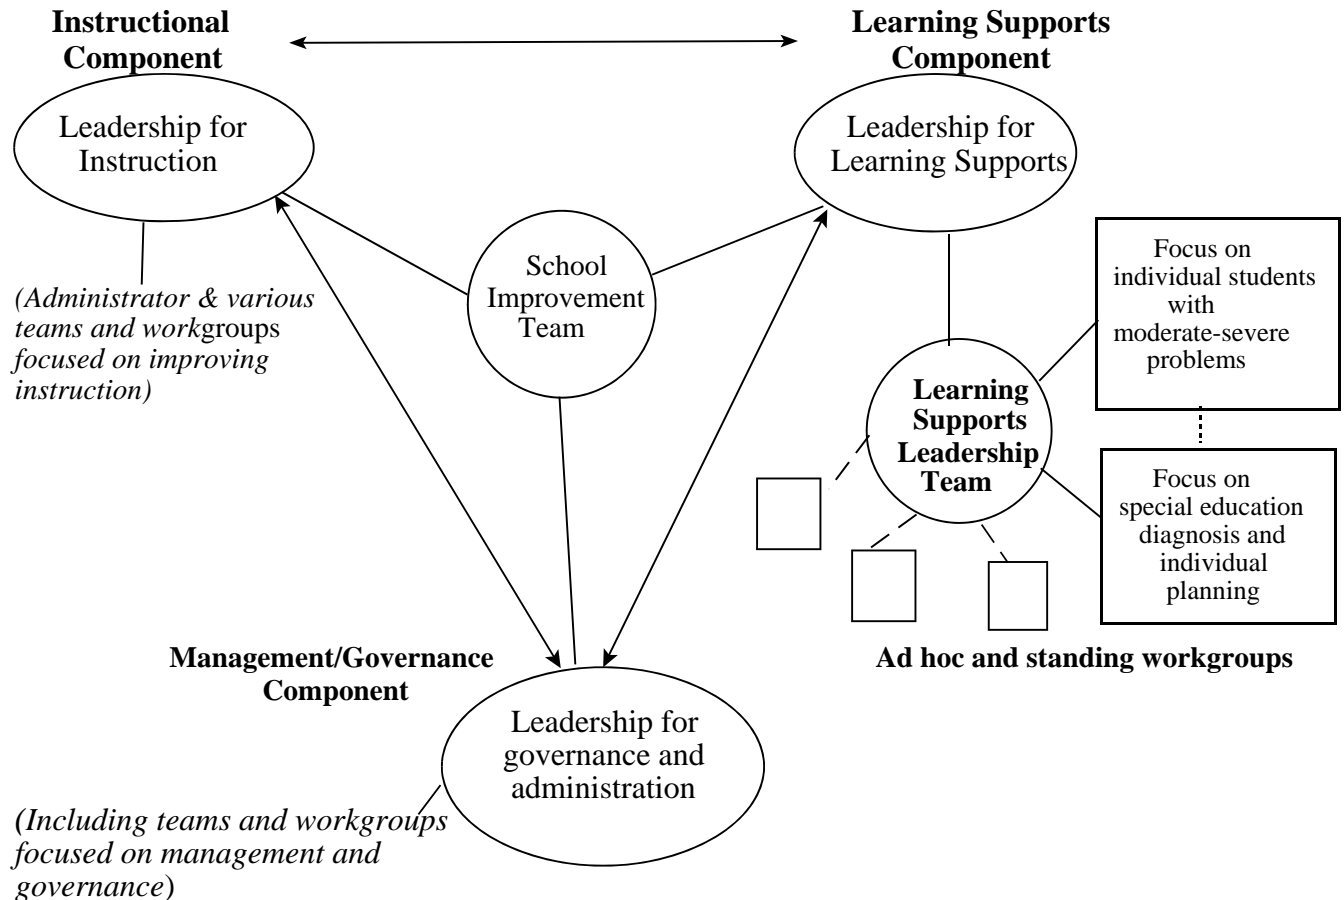 Instructional
Component
Learning Supports
Component
Leadership for
Instruction
Leadership for
Learning Supports
(Administrator & various
teams and workgroups
focused on improving
instruction)
School
Improvement
Team
Focus on
individual students
with
moderate-severe
problems
Learning
Supports
Leadership
Team
Focus on
special education
diagnosis and
individual
planning
Ad hoc and standing workgroups
Management/Governance
Component
Leadership for
governance and
administration
(Including teams and workgroups
focused on management and
governance)